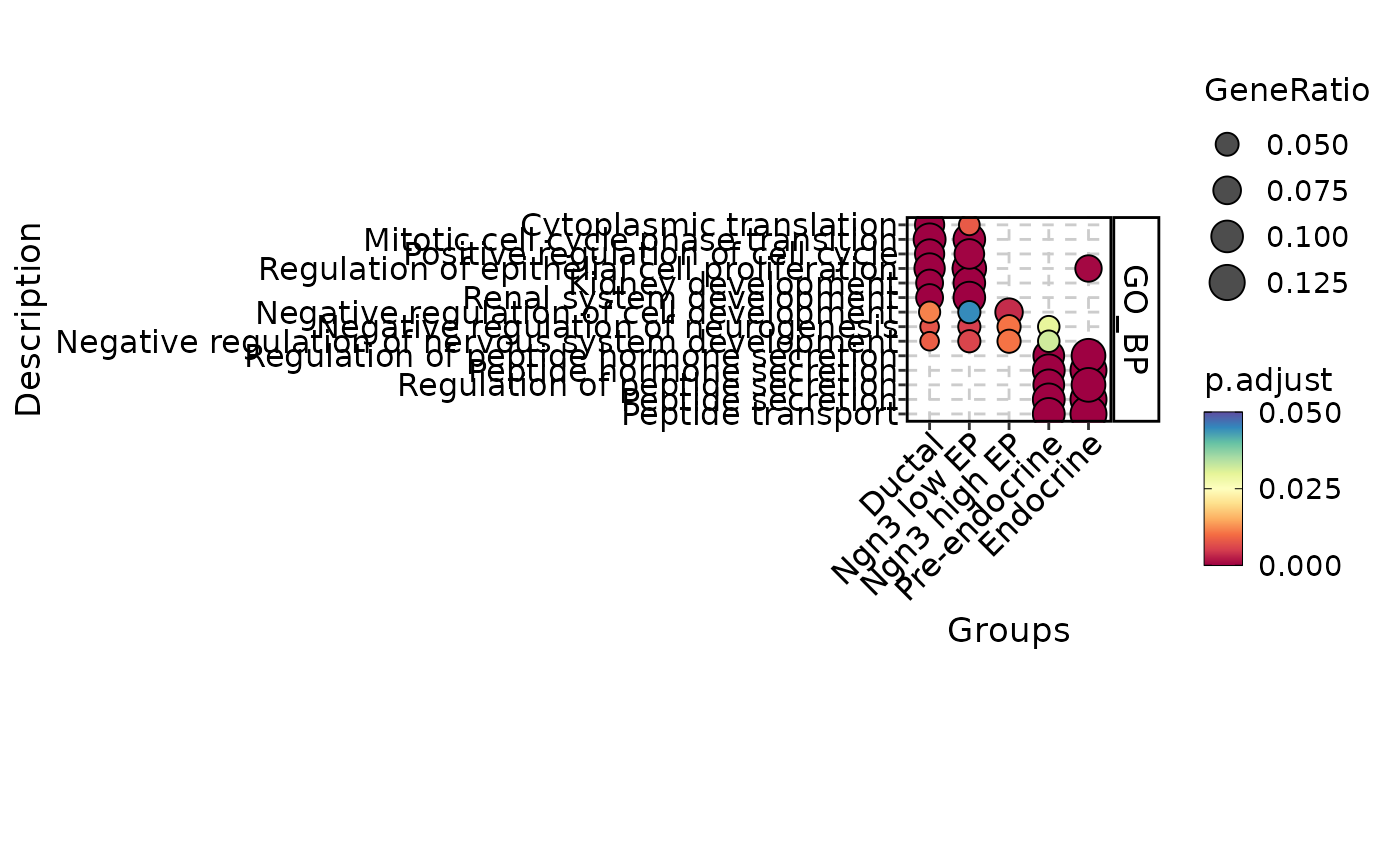 Description
Cytoplasmic translation
Mitotic cell cycle phase transition
Positive regulation of cell cycle
Regulation of epithelial cell proliferation
Kidney development
Renal system development
Negative regulation of cell development
Negative regulation of neurogenesis
Negative regulation of nervous system development
Regulation of peptide hormone secretion
Peptide hormone secretion
Regulation of peptide secretion
Peptide secretion
Peptide transport
GO_BP
Ductal
Ngn3 low EP
Ngn3 high EP
Pre-endocrine
Endocrine
Groups
GeneRatio
0.050
0.075
0.100
0.125
p.adjust
0.050
0.025
0.000